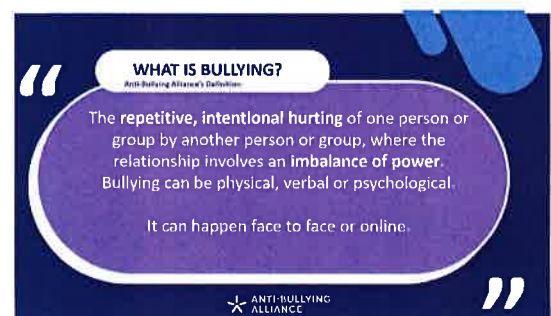 WHAT IS BULLYING?
Anti-Bullying Alliance's Definition
The repetitive, intentional hurting of one person or
group by another person or group, where the
relationship involves an imbalance of power.
Bullying can be physical, verbal or psychological.
It can happen face to face or online.
ANTI-BULLYING
ALLIANCE